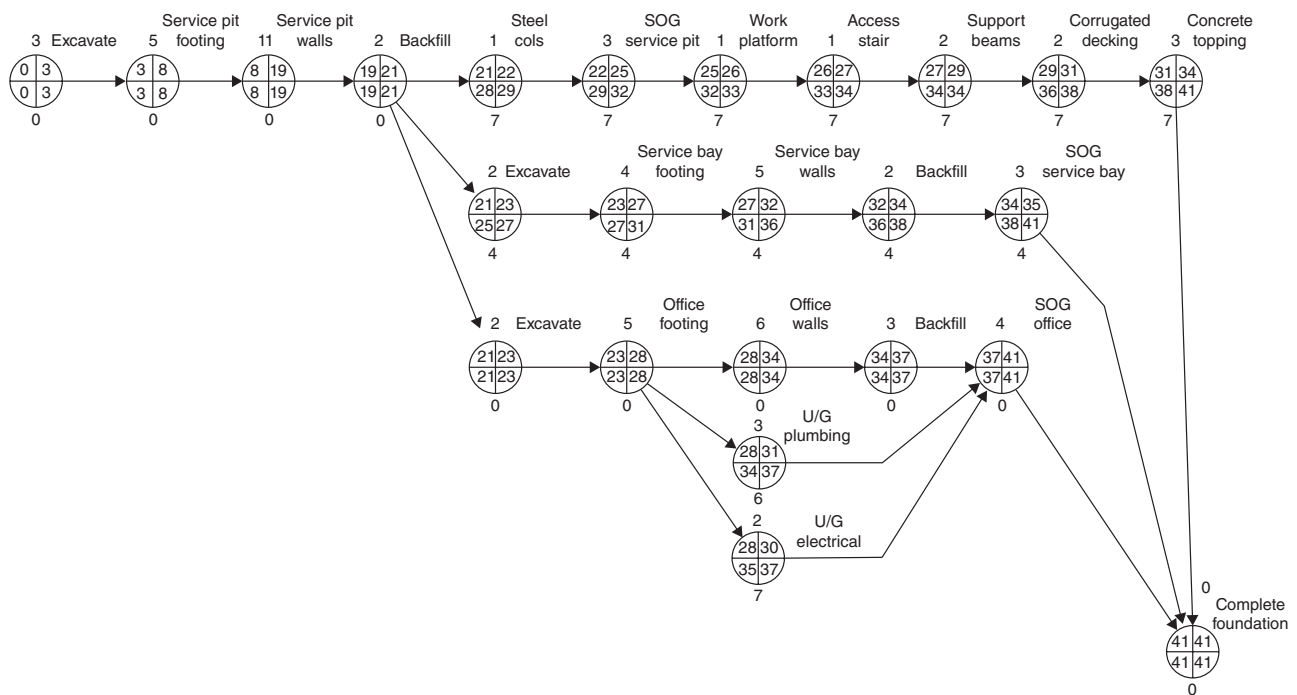 Service pit Service pit Steel SOG Work Access Support Corrugated Concrete
3 Excavate 5 footing 11 walls 2 Backfill 1 cols 3 service pit 1 platform 1 stair 2 beams 2 decking 3 topping
0 3 3 8 8 19 19 21 21 22 22 25 25 26 26 27 27 29 29 31 31 34
0 3 3 8 8 19 19 21 28 29 29 32 32 33 33 34 34 34 36 38 38 41
0 0 0 0 7 7 7 7 7 7 7
Service bay Service bay SOG
2 Excavate 4 footing 5 walls 2 Backfill 3 service bay
21 23 23 27 27 32 32 34 34 35
25 27 27 31 31 36 36 38 38 41
4 4 4 4 4
Office Office SOG
2 Excavate 5 footing 6 walls 3 Backfill 4 office
21 23 23 28 28 34 34 37 37 41
21 23 23 28 28 34 34 37 37 41
0 0 0 0 0
U/G
3 plumbing
28 31
34 37
6
2 U/G
electrical
28 30
35 37
7
0
Complete
foundation
41 41
41 41
0